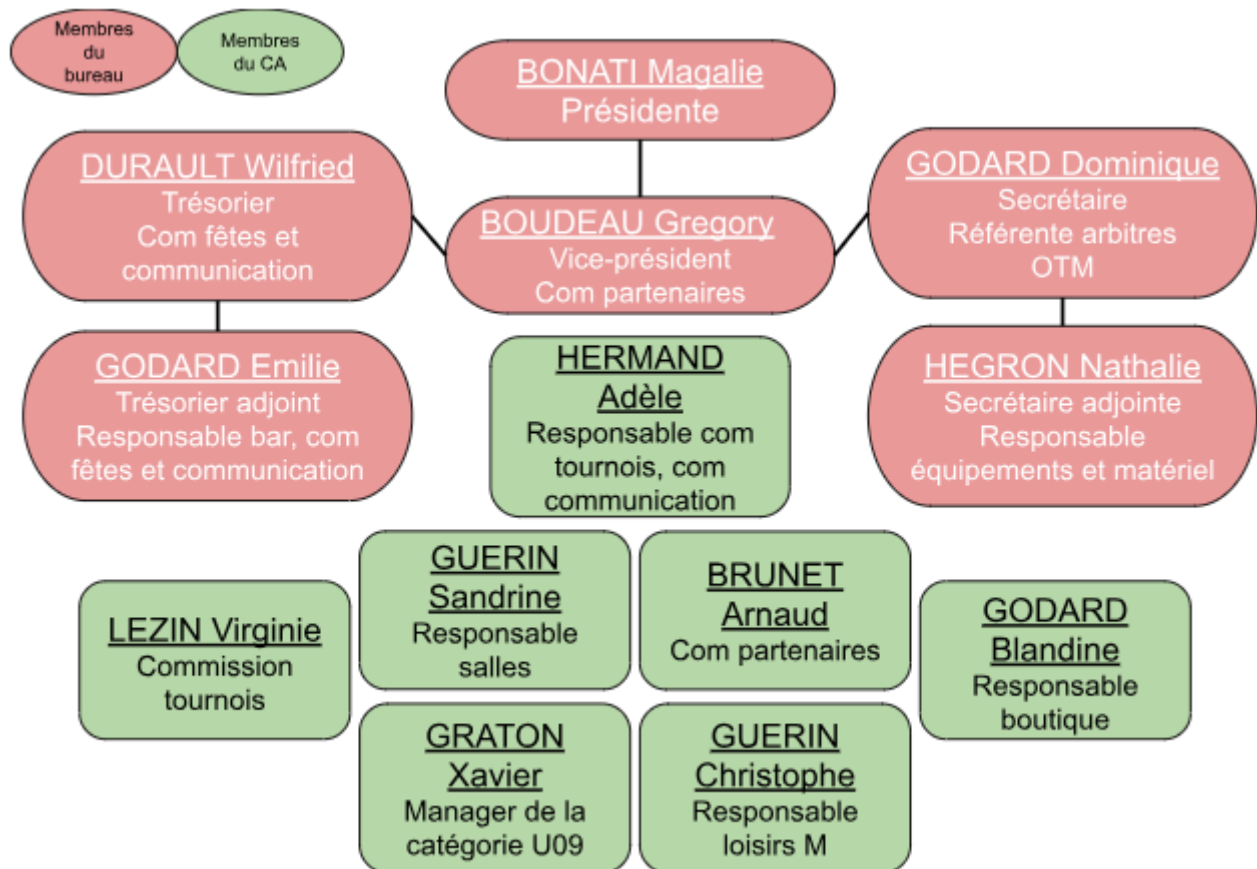 Membres
du
bureau
Membres
du CA
BONATI Magalie
Présidente
DURAULT Wilfried
Trésorier
Com fêtes et
communication
BOUDEAU Gregory
Vice-président
Com partenaires
GODARD Dominique
Secrétaire
Référente arbitres
OTM
GODARD Emilie
Trésorier adjoint
Responsable bar, com
fêtes et communication
HERMAND
Adèle
Responsable com
tournois, com
communication
HEGRON Nathalie
Secrétaire adjointe
Responsable
équipements et matériel
LEZIN Virginie
Commission
tournois
GUERIN
Sandrine
Responsable
salles
BRUNET
Arnaud
Com partenaires
GODARD
Blandine
Responsable
boutique
GRATON
Xavier
Manager de la
catégorie U09
GUERIN
Christophe
Responsable
loisirs M